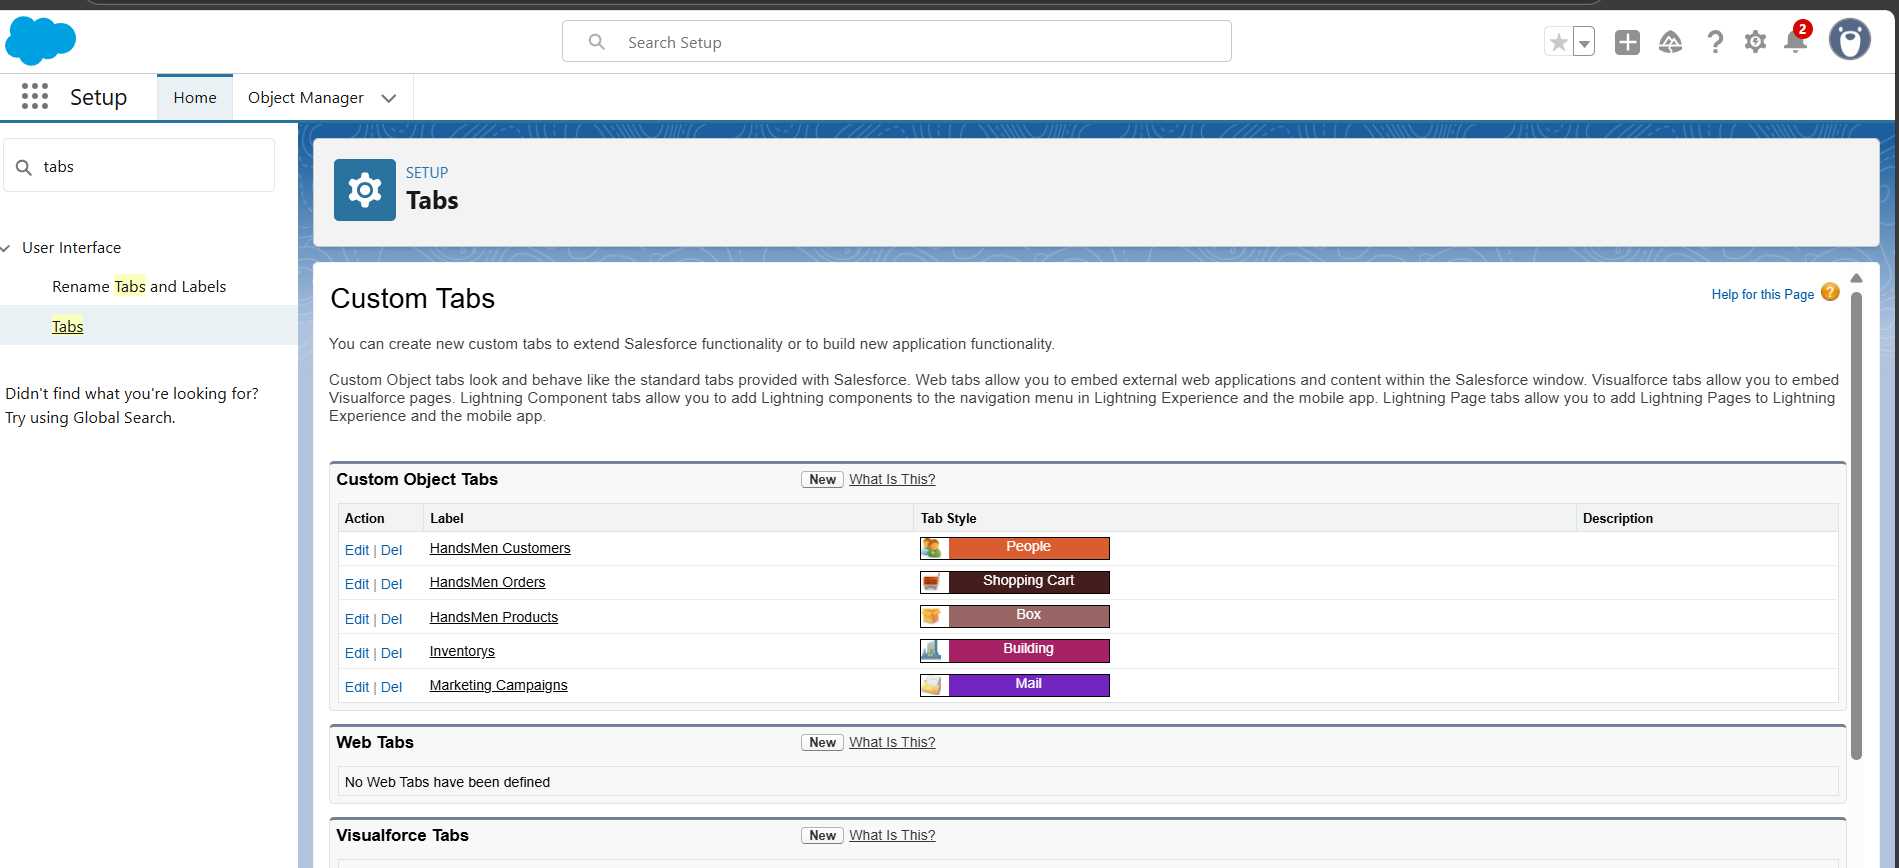 Search Setup
2
Setup
Home
Object Manager
tabs
User Interface
Rename Tabs and Labels
Tabs
Didn't find what you're looking for?
Try using Global Search.
SETUP
Tabs
Custom Tabs
Help for this Page ?
You can create new custom tabs to extend Salesforce functionality or to build new application functionality.
Custom Object tabs look and behave like the standard tabs provided with Salesforce. Web tabs allow you to embed external web applications and content within the Salesforce window. Visualforce tabs allow you to embed
Visualforce pages. Lightning Component tabs allow you to add Lightning components to the navigation menu in Lightning Experience and the mobile app. Lightning Page tabs allow you to add Lightning Pages to Lightning
Experience and the mobile app.
Custom Object Tabs New What Is This?
Action Label Tab Style Description
Edit | Del HandsMen Customers People
Edit | Del HandsMen Orders Shopping Cart
Edit | Del HandsMen Products Box
Edit | Del Inventorys Building
Edit | Del Marketing Campaigns Mail
Web Tabs New What Is This?
No Web Tabs have been defined
Visualforce Tabs New What Is This?